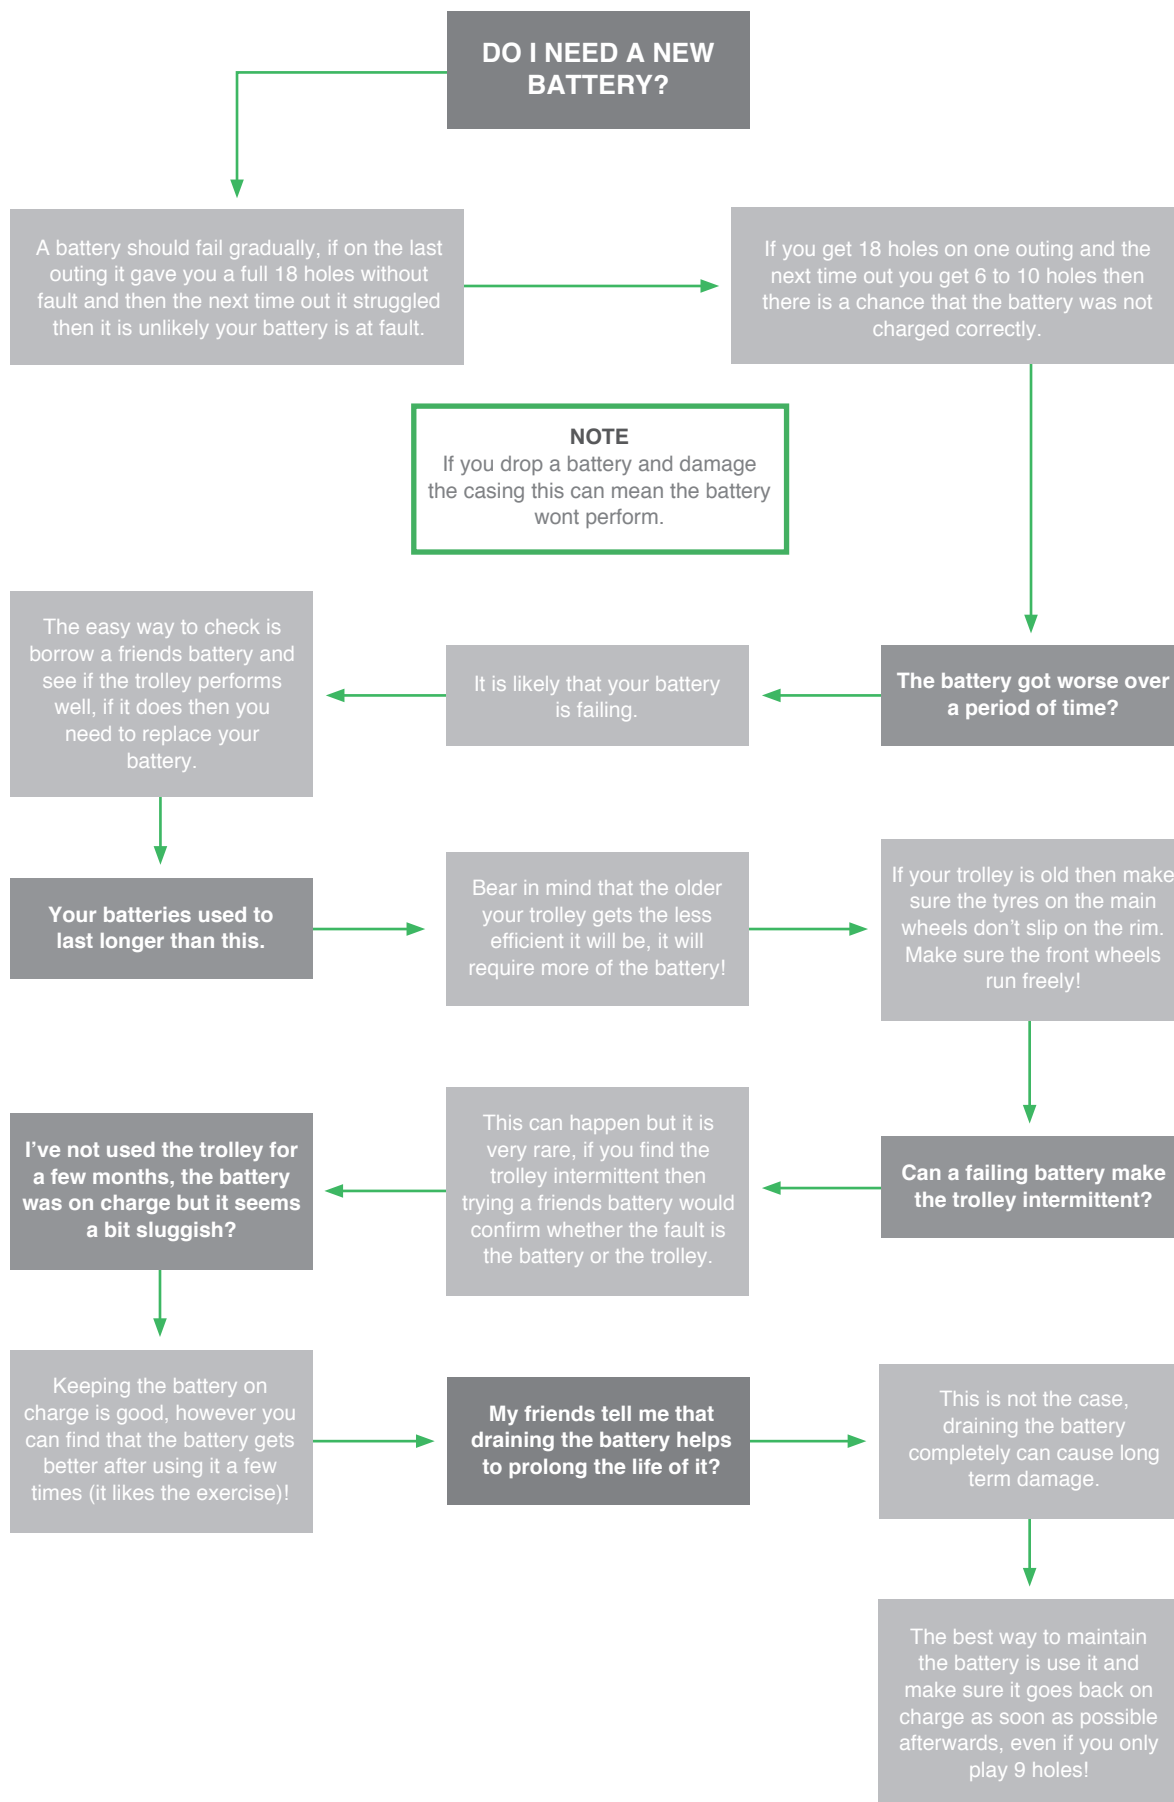 DO I NEED A NEW
BATTERY?
A battery should fail gradually, if on the last
outing it gave you a full 18 holes without
fault and then the next time out it struggled
then it is unlikely your battery is at fault.
If you get 18 holes on one outing and the
next time out you get 6 to 10 holes then
there is a chance that the battery was not
charged correctly.
NOTE
If you drop a battery and damage
the casing this can mean the battery
wont perform.
The battery got worse over
a period of time?
It is likely that your battery
is failing.
The easy way to check is
borrow a friends battery and
see if the trolley performs
well, if it does then you
need to replace your
battery.
Your batteries used to
last longer than this.
Bear in mind that the older
your trolley gets the less
efficient it will be, it will
require more of the battery!
If your trolley is old then make
sure the tyres on the main
wheels don’t slip on the rim.
Make sure the front wheels
run freely!
Can a failing battery make
the trolley intermittent?
This can happen but it is
very rare, if you find the
trolley intermittent then
trying a friends battery would
confirm whether the fault is
the battery or the trolley.
I’ve not used the trolley for
a few months, the battery
was on charge but it seems
a bit sluggish?
Keeping the battery on
charge is good, however you
can find that the battery gets
better after using it a few
times (it likes the exercise)!
My friends tell me that
draining the battery helps
to prolong the life of it?
This is not the case,
draining the battery
completely can cause long
term damage.
The best way to maintain
the battery is use it and
make sure it goes back on
charge as soon as possible
afterwards, even if you only
play 9 holes!